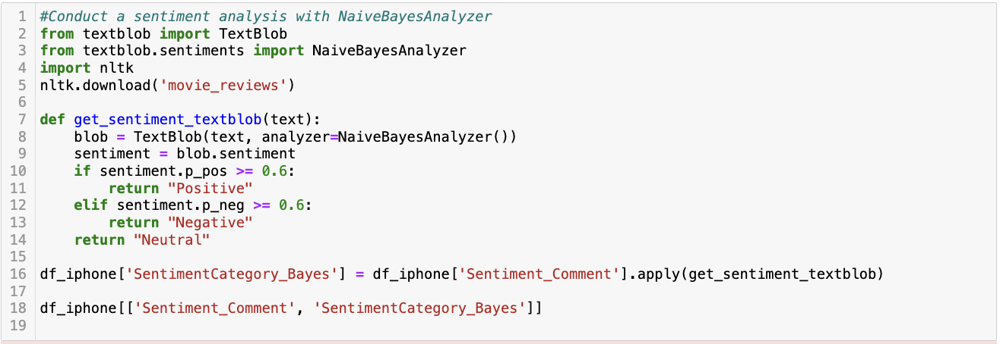 1 #Conduct a sentiment analysis with NaiveBayesAnalyzer
2 from textblob import TextBlob
3 from textblob.sentiments import NaiveBayesAnalyzer
4 import nltk
5 nltk.download('movie_reviews')
6
7 def get_sentiment_textblob(text):
8     blob = TextBlob(text, analyzer=NaiveBayesAnalyzer())
9     sentiment = blob.sentiment
10     if sentiment.p_pos >= 0.6:
11         return "Positive"
12     elif sentiment.p_neg >= 0.6:
13         return "Negative"
14     return "Neutral"
15
16 df_iphone['SentimentCategory_Bayes'] = df_iphone['Sentiment_Comment'].apply(get_sentiment_textblob)
17
18 df_iphone[['Sentiment_Comment', 'SentimentCategory_Bayes']]
19